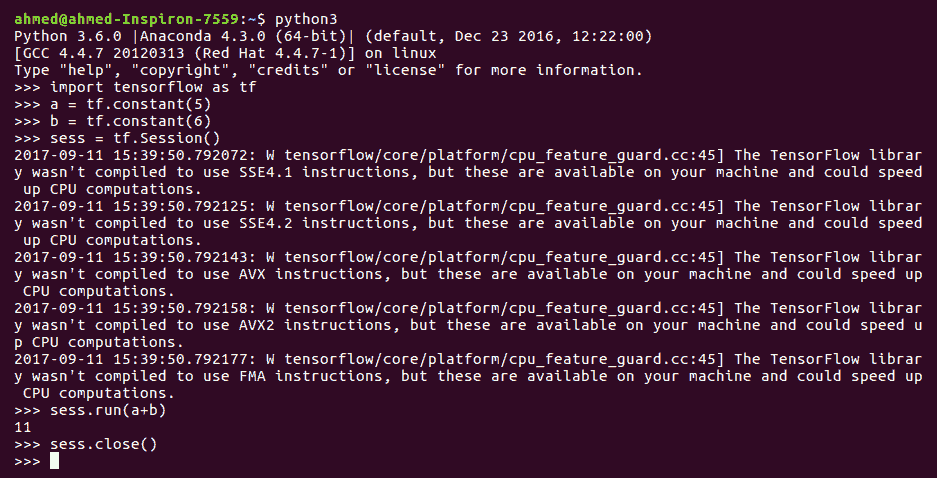 ahmed@ahmed-Inspiron-7559:~$ python3
Python 3.6.0 |Anaconda 4.3.0 (64-bit)| (default, Dec 23 2016, 12:22:00)
[GCC 4.4.7 20120313 (Red Hat 4.4.7-1)] on linux
Type "help", "copyright", "credits" or "license" for more information.
>>> import tensorflow as tf
>>> a = tf.constant(5)
>>> b = tf.constant(6)
>>> sess = tf.Session()
2017-09-11 15:39:50.792072: W tensorflow/core/platform/cpu_feature_guard.cc:45] The TensorFlow librar
y wasn't compiled to use SSE4.1 instructions, but these are available on your machine and could speed
 up CPU computations.
2017-09-11 15:39:50.792125: W tensorflow/core/platform/cpu_feature_guard.cc:45] The TensorFlow librar
y wasn't compiled to use SSE4.2 instructions, but these are available on your machine and could speed
 up CPU computations.
2017-09-11 15:39:50.792143: W tensorflow/core/platform/cpu_feature_guard.cc:45] The TensorFlow librar
y wasn't compiled to use AVX instructions, but these are available on your machine and could speed up
 CPU computations.
2017-09-11 15:39:50.792158: W tensorflow/core/platform/cpu_feature_guard.cc:45] The TensorFlow librar
y wasn't compiled to use AVX2 instructions, but these are available on your machine and could speed u
p CPU computations.
2017-09-11 15:39:50.792177: W tensorflow/core/platform/cpu_feature_guard.cc:45] The TensorFlow librar
y wasn't compiled to use FMA instructions, but these are available on your machine and could speed up
 CPU computations.
>>> sess.run(a+b)
11
>>> sess.close()
>>>